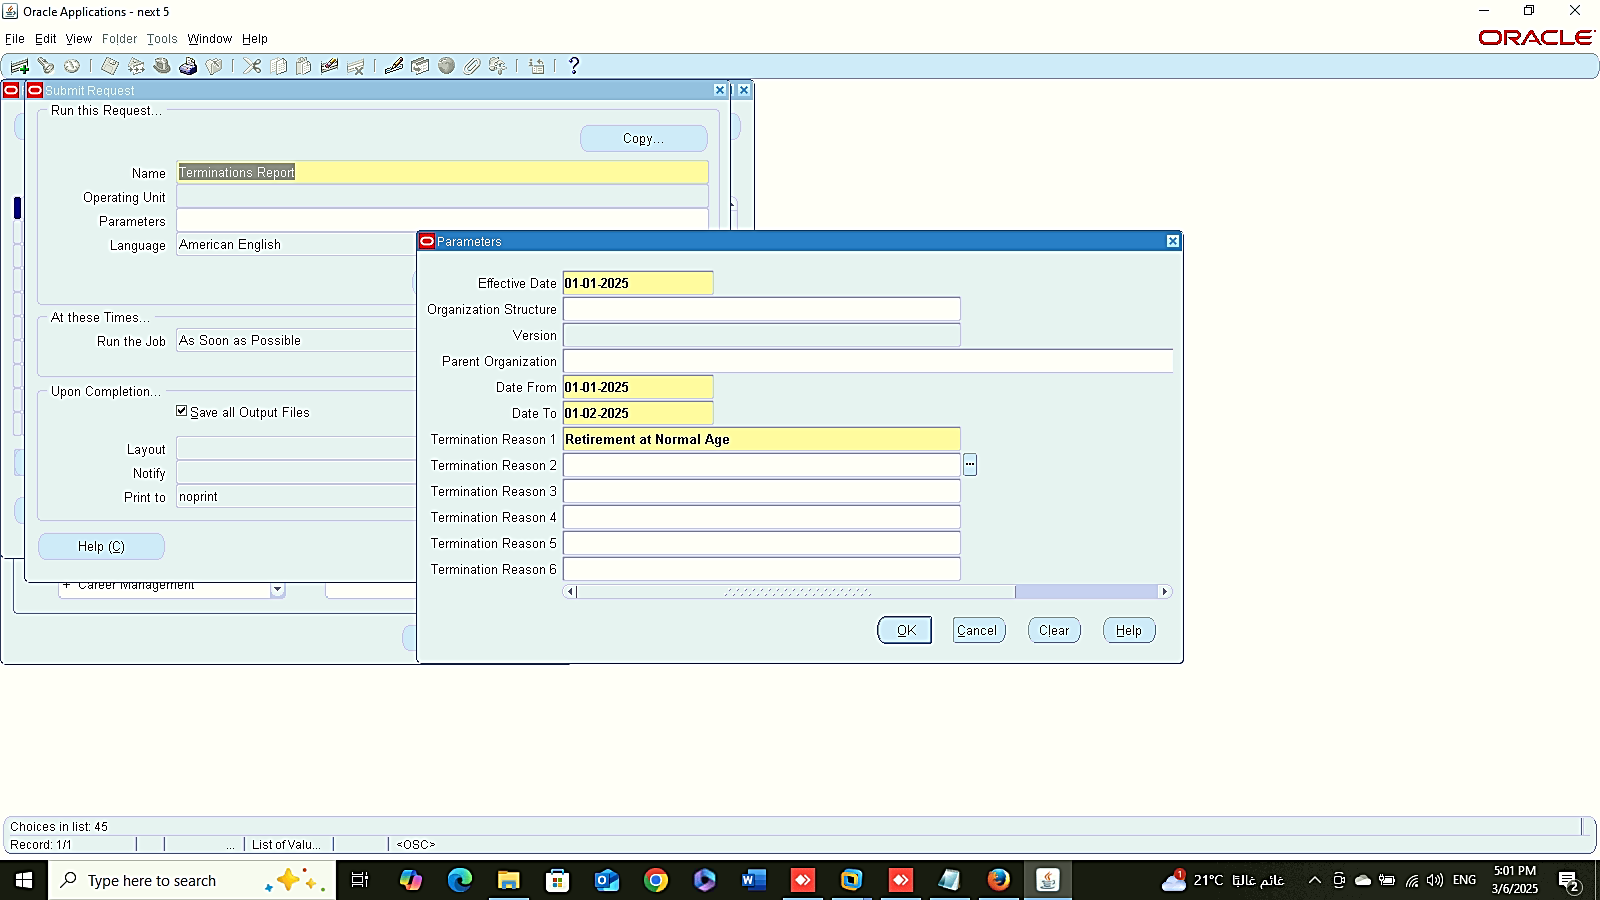 Oracle Applications - next 5
File Edit View Folder Tools Window Help
ORACLE
Submit Request
Run this Request...
Copy...
Name Terminations Report
Operating Unit
Parameters
Language American English
At these Times...
Run the Job As Soon as Possible
Upon Completion...
Save all Output Files
Layout
Notify
Print to noprint
Help (C)
+ Career Management
Parameters
Effective Date 01-01-2025
Organization Structure
Version
Parent Organization
Date From 01-01-2025
Date To 01-02-2025
Termination Reason 1 Retirement at Normal Age
Termination Reason 2
Termination Reason 3
Termination Reason 4
Termination Reason 5
Termination Reason 6
OK Cancel Clear Help
Choices in list: 45
Record: 1/1 ... List of Valu... <OSC>
Type here to search
1 21°C غائم غالبًا ENG 5:01 PM
3/6/2025
2